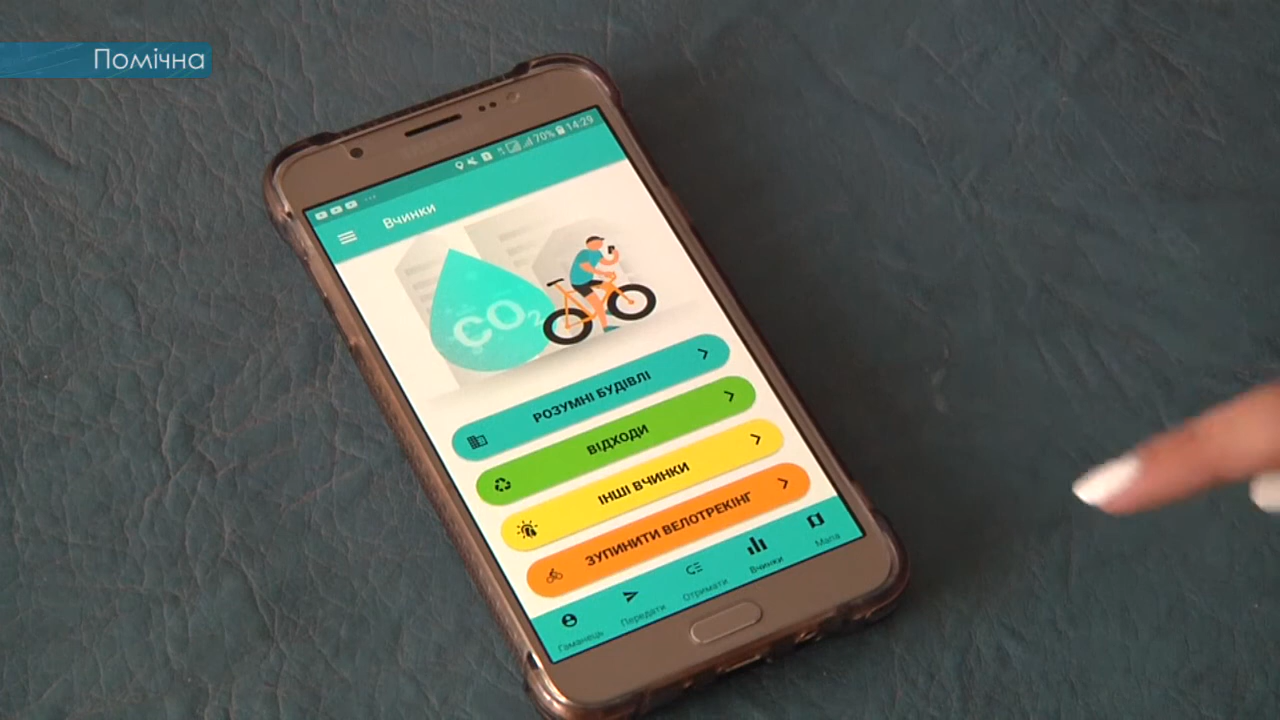 Помічна
70% 14:29
Вчинки
CO2
РОЗУМНІ БУДІВЛІ
ВІДХОДИ
ІНШІ ВЧИНКИ
ЗУПИНИТИ ВЕЛОТРЕКІНГ
Гаманець Передати Отримати Вчинки Мапа